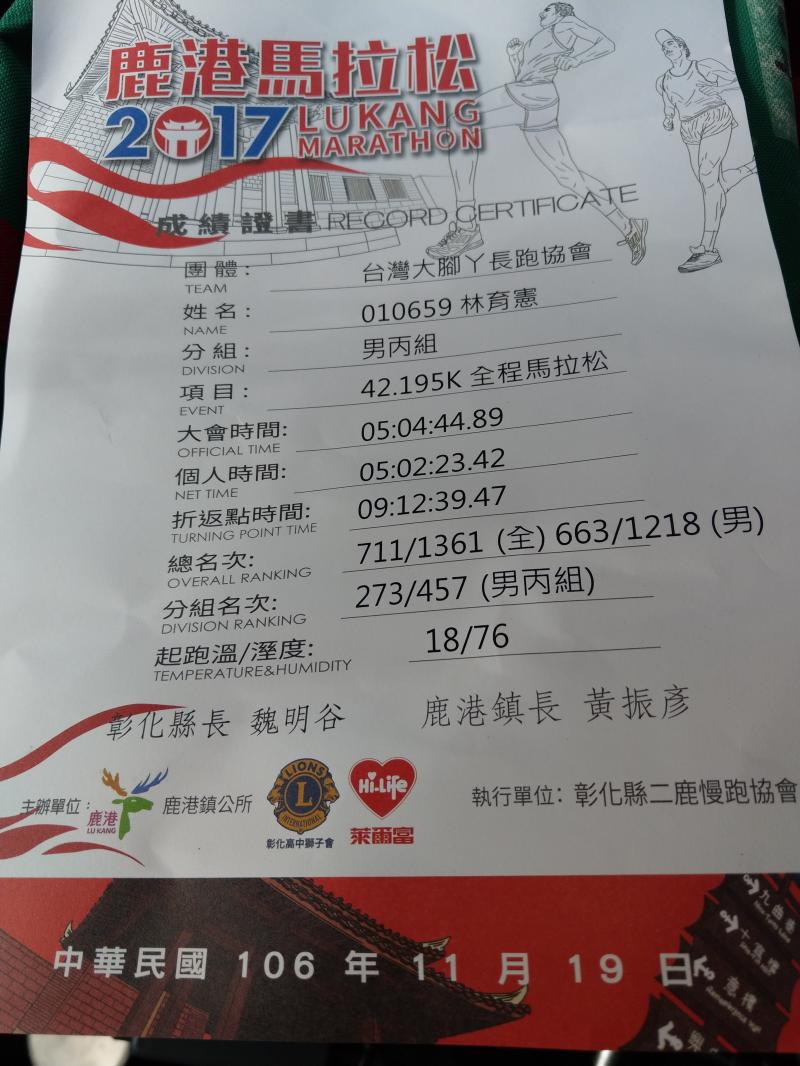 鹿港馬拉松
2017 LUKANG
MARATHON
成績證書 RECORD CERTIFICATE
團體: 台灣大腳丫長跑協會
TEAM
姓名: 010659 林育憲
NAME
分組: 男丙組
DIVISION
項目: 42.195K 全程馬拉松
EVENT
大會時間: 05:04:44.89
OFFICIAL TIME
個人時間: 05:02:23.42
NET TIME
折返點時間: 09:12:39.47
TURNING POINT TIME
總名次: 711/1361 (全) 663/1218 (男)
OVERALL RANKING
分組名次: 273/457 (男丙組)
DIVISION RANKING
起跑溫/溼度: 18/76
TEMPERATURE&HUMIDITY
彰化縣長 魏明谷 鹿港鎮長 黃振彥
主辦單位: 鹿港 LUKANG 鹿港鎮公所
LIONS
L
INTERNATIONAL
彰化高中獅子會
Hi-Life
萊爾富
執行單位: 彰化縣二鹿慢跑協會
中華民國 106 年 11 月 19 日
九曲巷